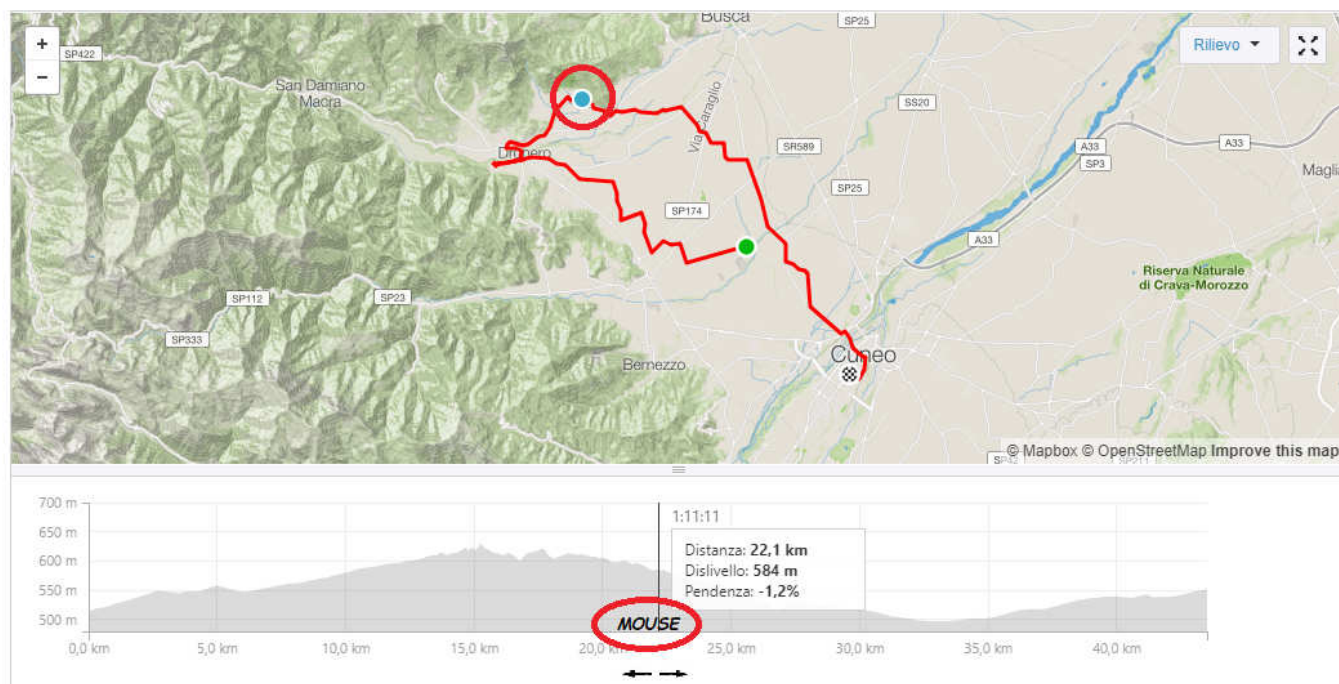 Busca
SP25
Rilievo
+
−
SP422
San Damiano
Macra
SS20
Via Caraglio
A33
A33
SP3
Dronero
SR589
SP25
Maglia
SP174
A33
Riserva Naturale
di Crava-Morozzo
SP112
SP23
SP333
Bernezzo
Cuneo
© Mapbox © OpenStreetMap Improve this map
SP42
SP211
700 m
650 m
600 m
550 m
500 m
1:11:11
Distanza: 22,1 km
Dislivello: 584 m
Pendenza: -1,2%
MOUSE
0,0 km
5,0 km
10,0 km
15,0 km
20,0 km
25,0 km
30,0 km
35,0 km
40,0 km